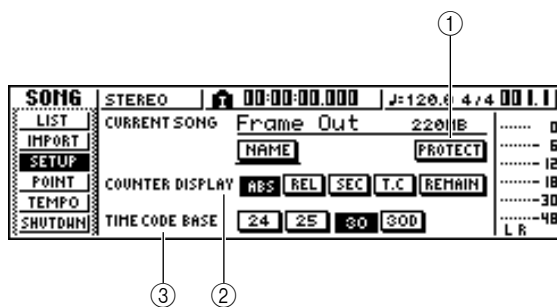 ①
SONG STEREO 00:00:00.000 ♩=120.0 4/4 001.1
LIST CURRENT SONG Frame Out 220MB
IMPORT NAME PROTECT
SETUP
POINT COUNTER DISPLAY ABS REL SEC T.C REMAIN
TEMPO
SHUTDWN TIME CODE BASE 24 25 30 30D
0
6
12
18
30
48
L R
③ ②